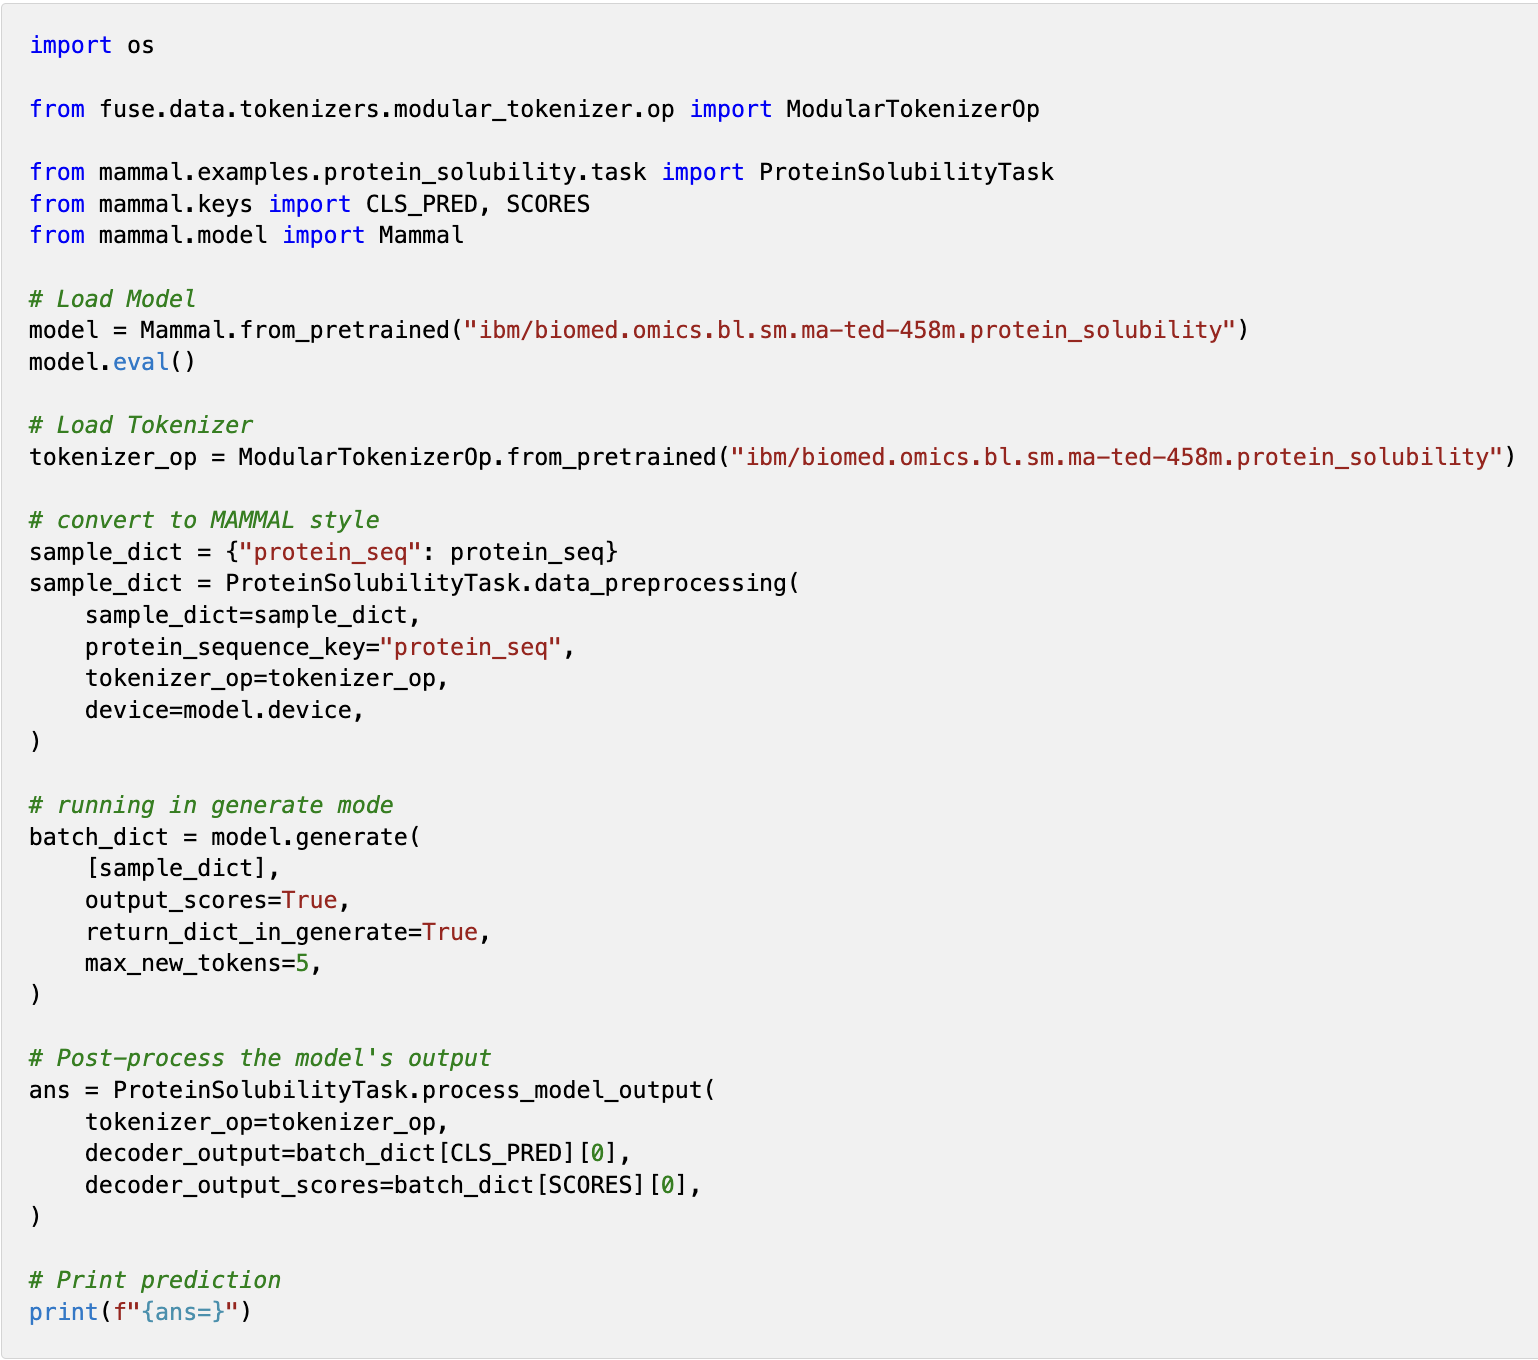 import os
from fuse.data.tokenizers.modular_tokenizer.op import ModularTokenizerOp
from mammal.examples.protein_solubility.task import ProteinSolubilityTask
from mammal.keys import CLS_PRED, SCORES
from mammal.model import Mammal
# Load Model
model = Mammal.from_pretrained("ibm/biomed.omics.bl.sm.ma-ted-458m.protein_solubility")
model.eval()
# Load Tokenizer
tokenizer_op = ModularTokenizerOp.from_pretrained("ibm/biomed.omics.bl.sm.ma-ted-458m.protein_solubility")
# convert to MAMMAL style
sample_dict = {"protein_seq": protein_seq}
sample_dict = ProteinSolubilityTask.data_preprocessing(
    sample_dict=sample_dict,
    protein_sequence_key="protein_seq",
    tokenizer_op=tokenizer_op,
    device=model.device,
)
# running in generate mode
batch_dict = model.generate(
    [sample_dict],
    output_scores=True,
    return_dict_in_generate=True,
    max_new_tokens=5,
)
# Post-process the model's output
ans = ProteinSolubilityTask.process_model_output(
    tokenizer_op=tokenizer_op,
    decoder_output=batch_dict[CLS_PRED][0],
    decoder_output_scores=batch_dict[SCORES][0],
)
# Print prediction
print(f"{ans=}")